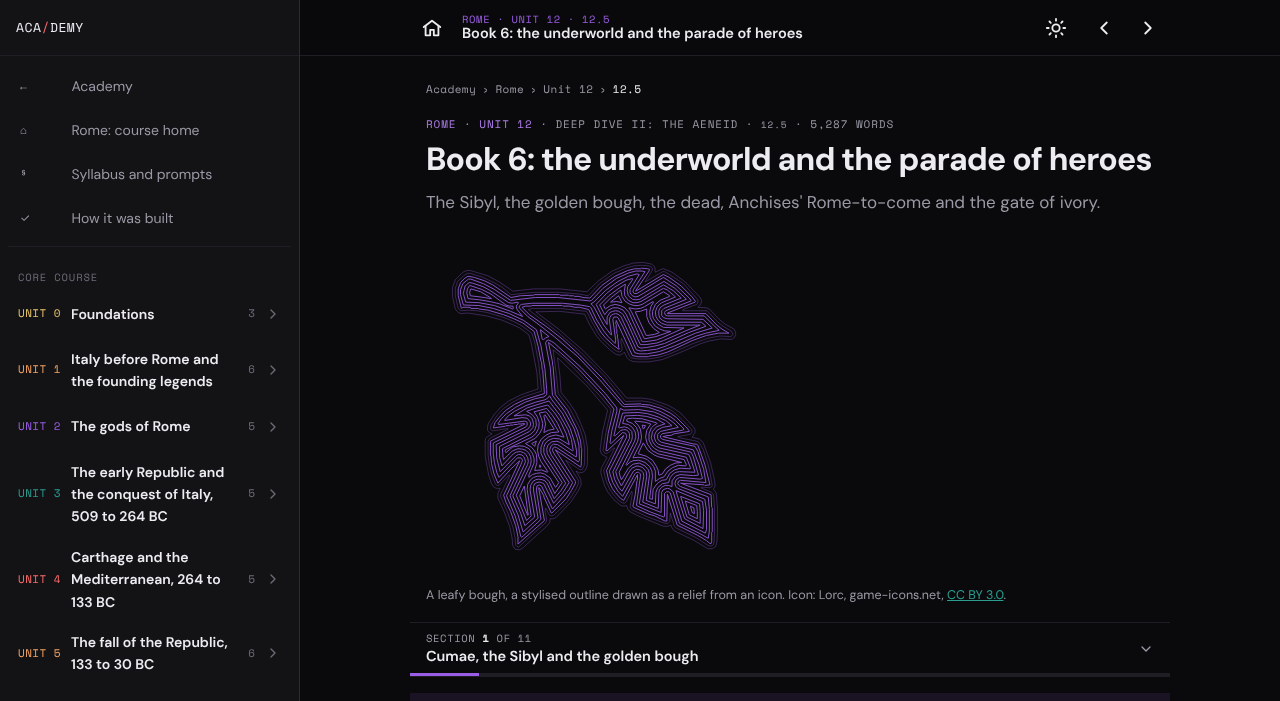 ACA/DEMY
← Academy
⌂ Rome: course home
§ Syllabus and prompts
✓ How it was built
CORE COURSE
UNIT 0 Foundations 3
UNIT 1 Italy before Rome and
the founding legends 6
UNIT 2 The gods of Rome 5
UNIT 3 The early Republic and
the conquest of Italy,
509 to 264 BC 5
UNIT 4 Carthage and the
Mediterranean, 264 to
133 BC 5
UNIT 5 The fall of the Republic,
133 to 30 BC 6
ROME · UNIT 12 · 12.5
Book 6: the underworld and the parade of heroes
Academy › Rome › Unit 12 › 12.5
ROME · UNIT 12 · DEEP DIVE II: THE AENEID · 12.5 · 5,287 WORDS
Book 6: the underworld and the parade of heroes
The Sibyl, the golden bough, the dead, Anchises' Rome-to-come and the gate of ivory.
A leafy bough, a stylised outline drawn as a relief from an icon. Icon: Lorc, game-icons.net, CC BY 3.0.
SECTION 1 OF 11
Cumae, the Sibyl and the golden bough